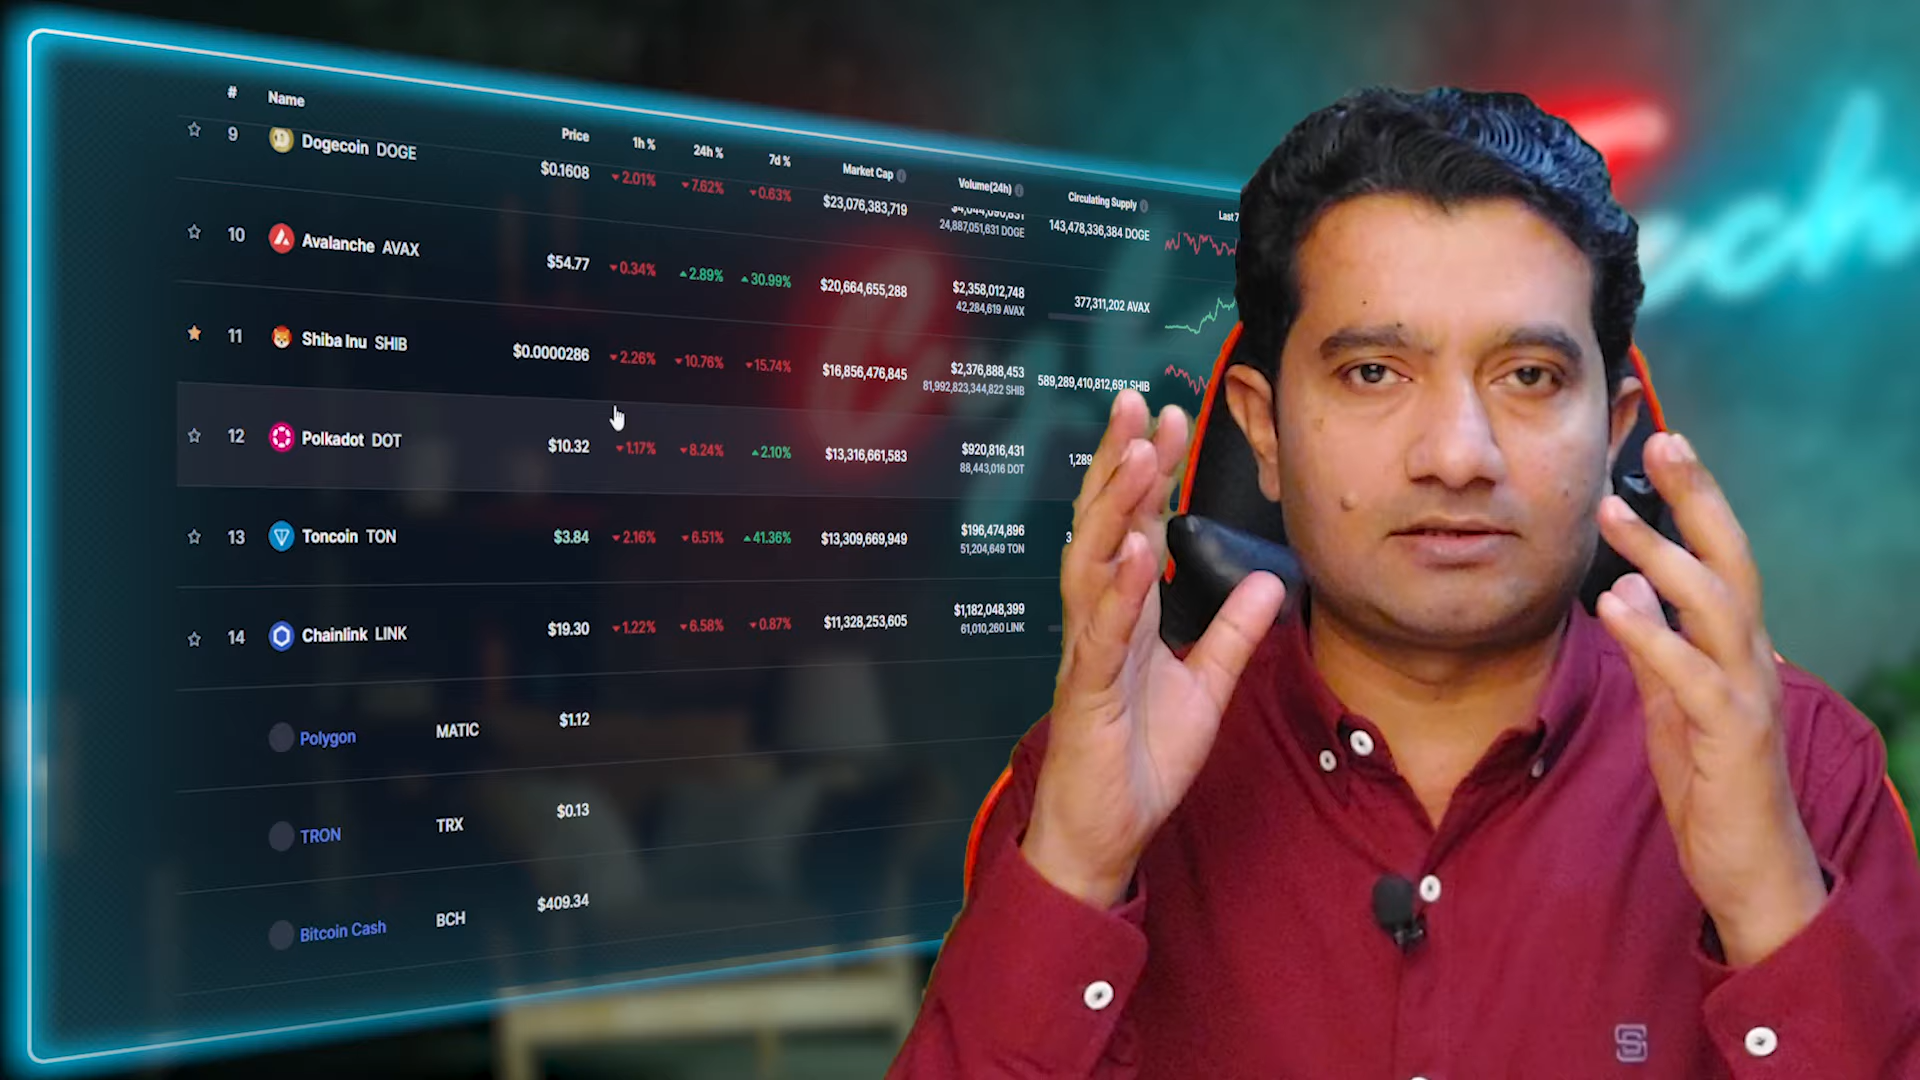 # Name Price 1h % 24h % 7d % Market Cap Volume(24h) Circulating Supply Last 7
9 Dogecoin DOGE $0.1608 2.01% 7.62% 0.63% $23,076,383,719 143,478,336,384 DOGE
24,887,051,631 DOGE
10 Avalanche AVAX $54.77 0.34% 2.89% 30.99% $20,664,655,288 $2,358,012,748 377,311,202 AVAX
42,284,619 AVAX
11 Shiba Inu SHIB $0.0000286 2.26% 10.76% 15.74% $16,856,476,845 $2,376,888,453 589,289,410,812,691 SHIB
81,992,823,344,822 SHIB
12 Polkadot DOT $10.32 1.17% 8.24% 2.10% $13,316,661,583 $920,816,431 1,289
88,443,016 DOT
13 Toncoin TON $3.84 2.16% 6.51% 41.36% $13,309,669,949 $196,474,896 3
51,204,649 TON
14 Chainlink LINK $19.30 1.22% 6.58% 0.87% $11,328,253,605 $1,182,048,399
61,010,260 LINK
Polygon MATIC $1.12
TRON TRX $0.13
Bitcoin Cash BCH $409.34